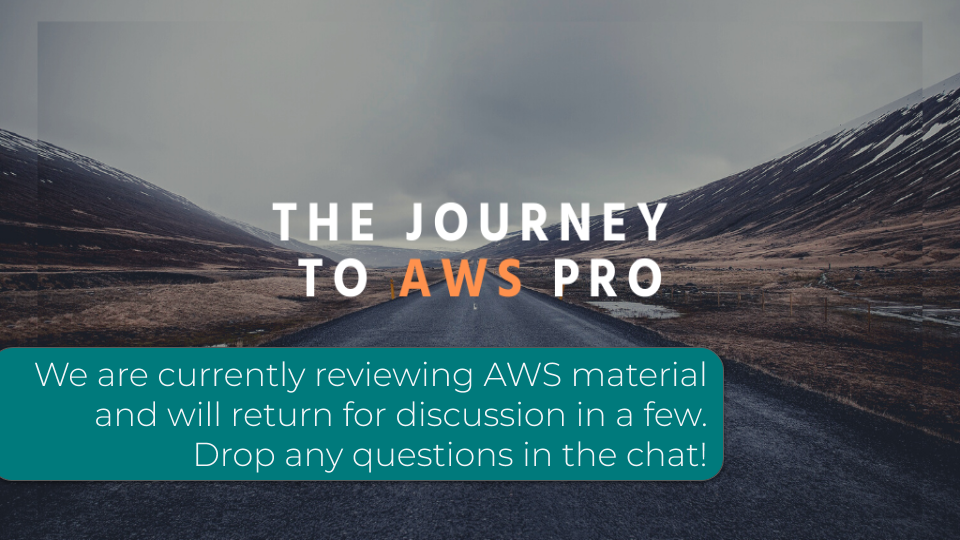 THE JOURNEY
TO AWS PRO
We are currently reviewing AWS material
and will return for discussion in a few.
Drop any questions in the chat!